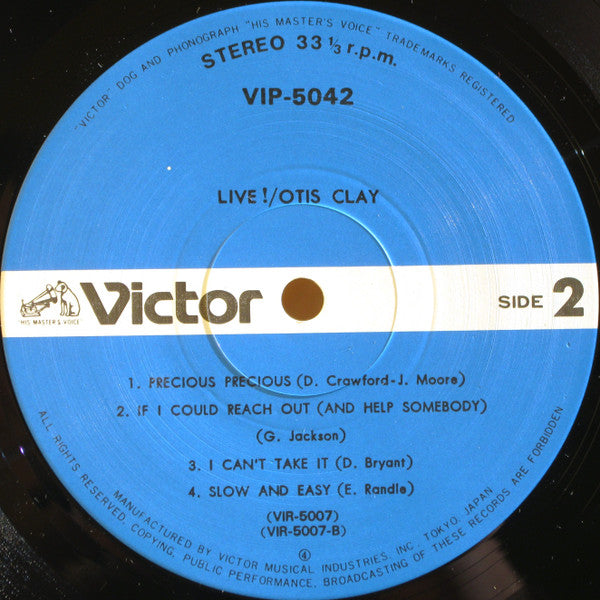 "VICTOR" DOG AND PHONOGRAPH "HIS MASTER'S VOICE" TRADEMARKS REGISTERED
STEREO 33 1/3 r.p.m.
VIP-5042
LIVE!/OTIS CLAY
"HIS MASTER'S VOICE"
Victor
SIDE 2
1. PRECIOUS PRECIOUS (D. Crawford-J. Moore)
2. IF I COULD REACH OUT (AND HELP SOMEBODY)
(G. Jackson)
3. I CAN'T TAKE IT (D. Bryant)
4. SLOW AND EASY (E. Randle)
(VIR-5007)
(VIR-5007-B)
④
MANUFACTURED BY VICTOR MUSICAL INDUSTRIES, INC. TOKYO, JAPAN
ALL RIGHTS RESERVED. COPYING, PUBLIC PERFORMANCE, BROADCASTING OF THESE RECORDS ARE FORBIDDEN